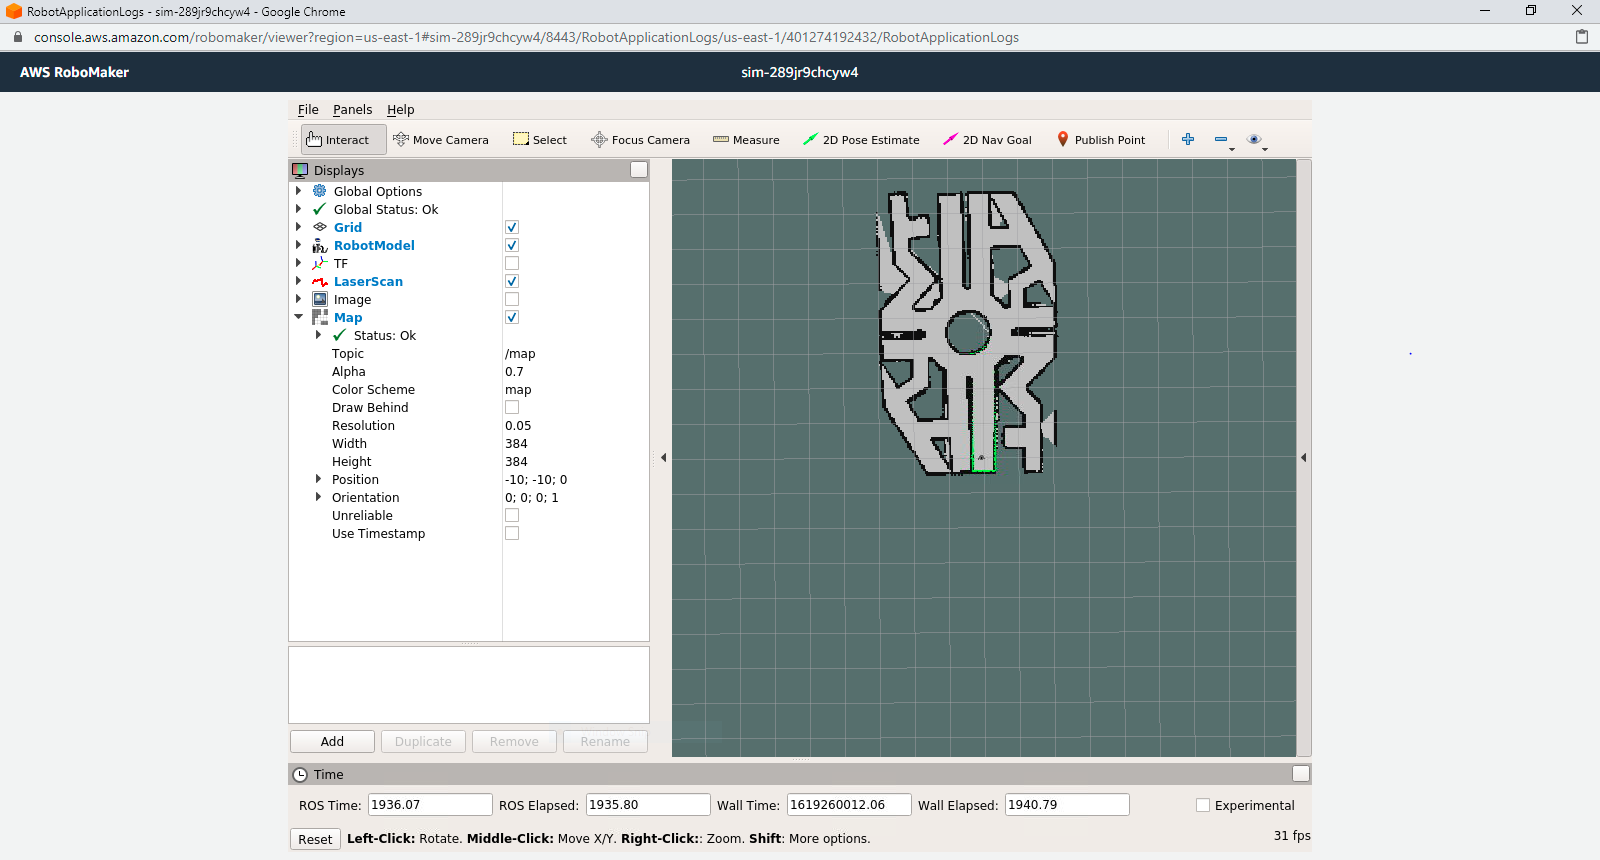 RobotApplicationLogs - sim-289jr9chcyw4 - Google Chrome
console.aws.amazon.com/robomaker/viewer?region=us-east-1#sim-289jr9chcyw4/8443/RobotApplicationLogs/us-east-1/401274192432/RobotApplicationLogs
AWS RoboMaker sim-289jr9chcyw4
File Panels Help
Interact Move Camera Select Focus Camera Measure 2D Pose Estimate 2D Nav Goal Publish Point
Displays
Global Options
Global Status: Ok
Grid
RobotModel
TF
LaserScan
Image
Map
Status: Ok
Topic /map
Alpha 0.7
Color Scheme map
Draw Behind
Resolution 0.05
Width 384
Height 384
Position -10; -10; 0
Orientation 0; 0; 0; 1
Unreliable
Use Timestamp
Add Duplicate Remove Rename
Time
ROS Time: 1936.07 ROS Elapsed: 1935.80 Wall Time: 1619260012.06 Wall Elapsed: 1940.79 Experimental
Reset Left-Click: Rotate. Middle-Click: Move X/Y. Right-Click:: Zoom. Shift: More options. 31 fps